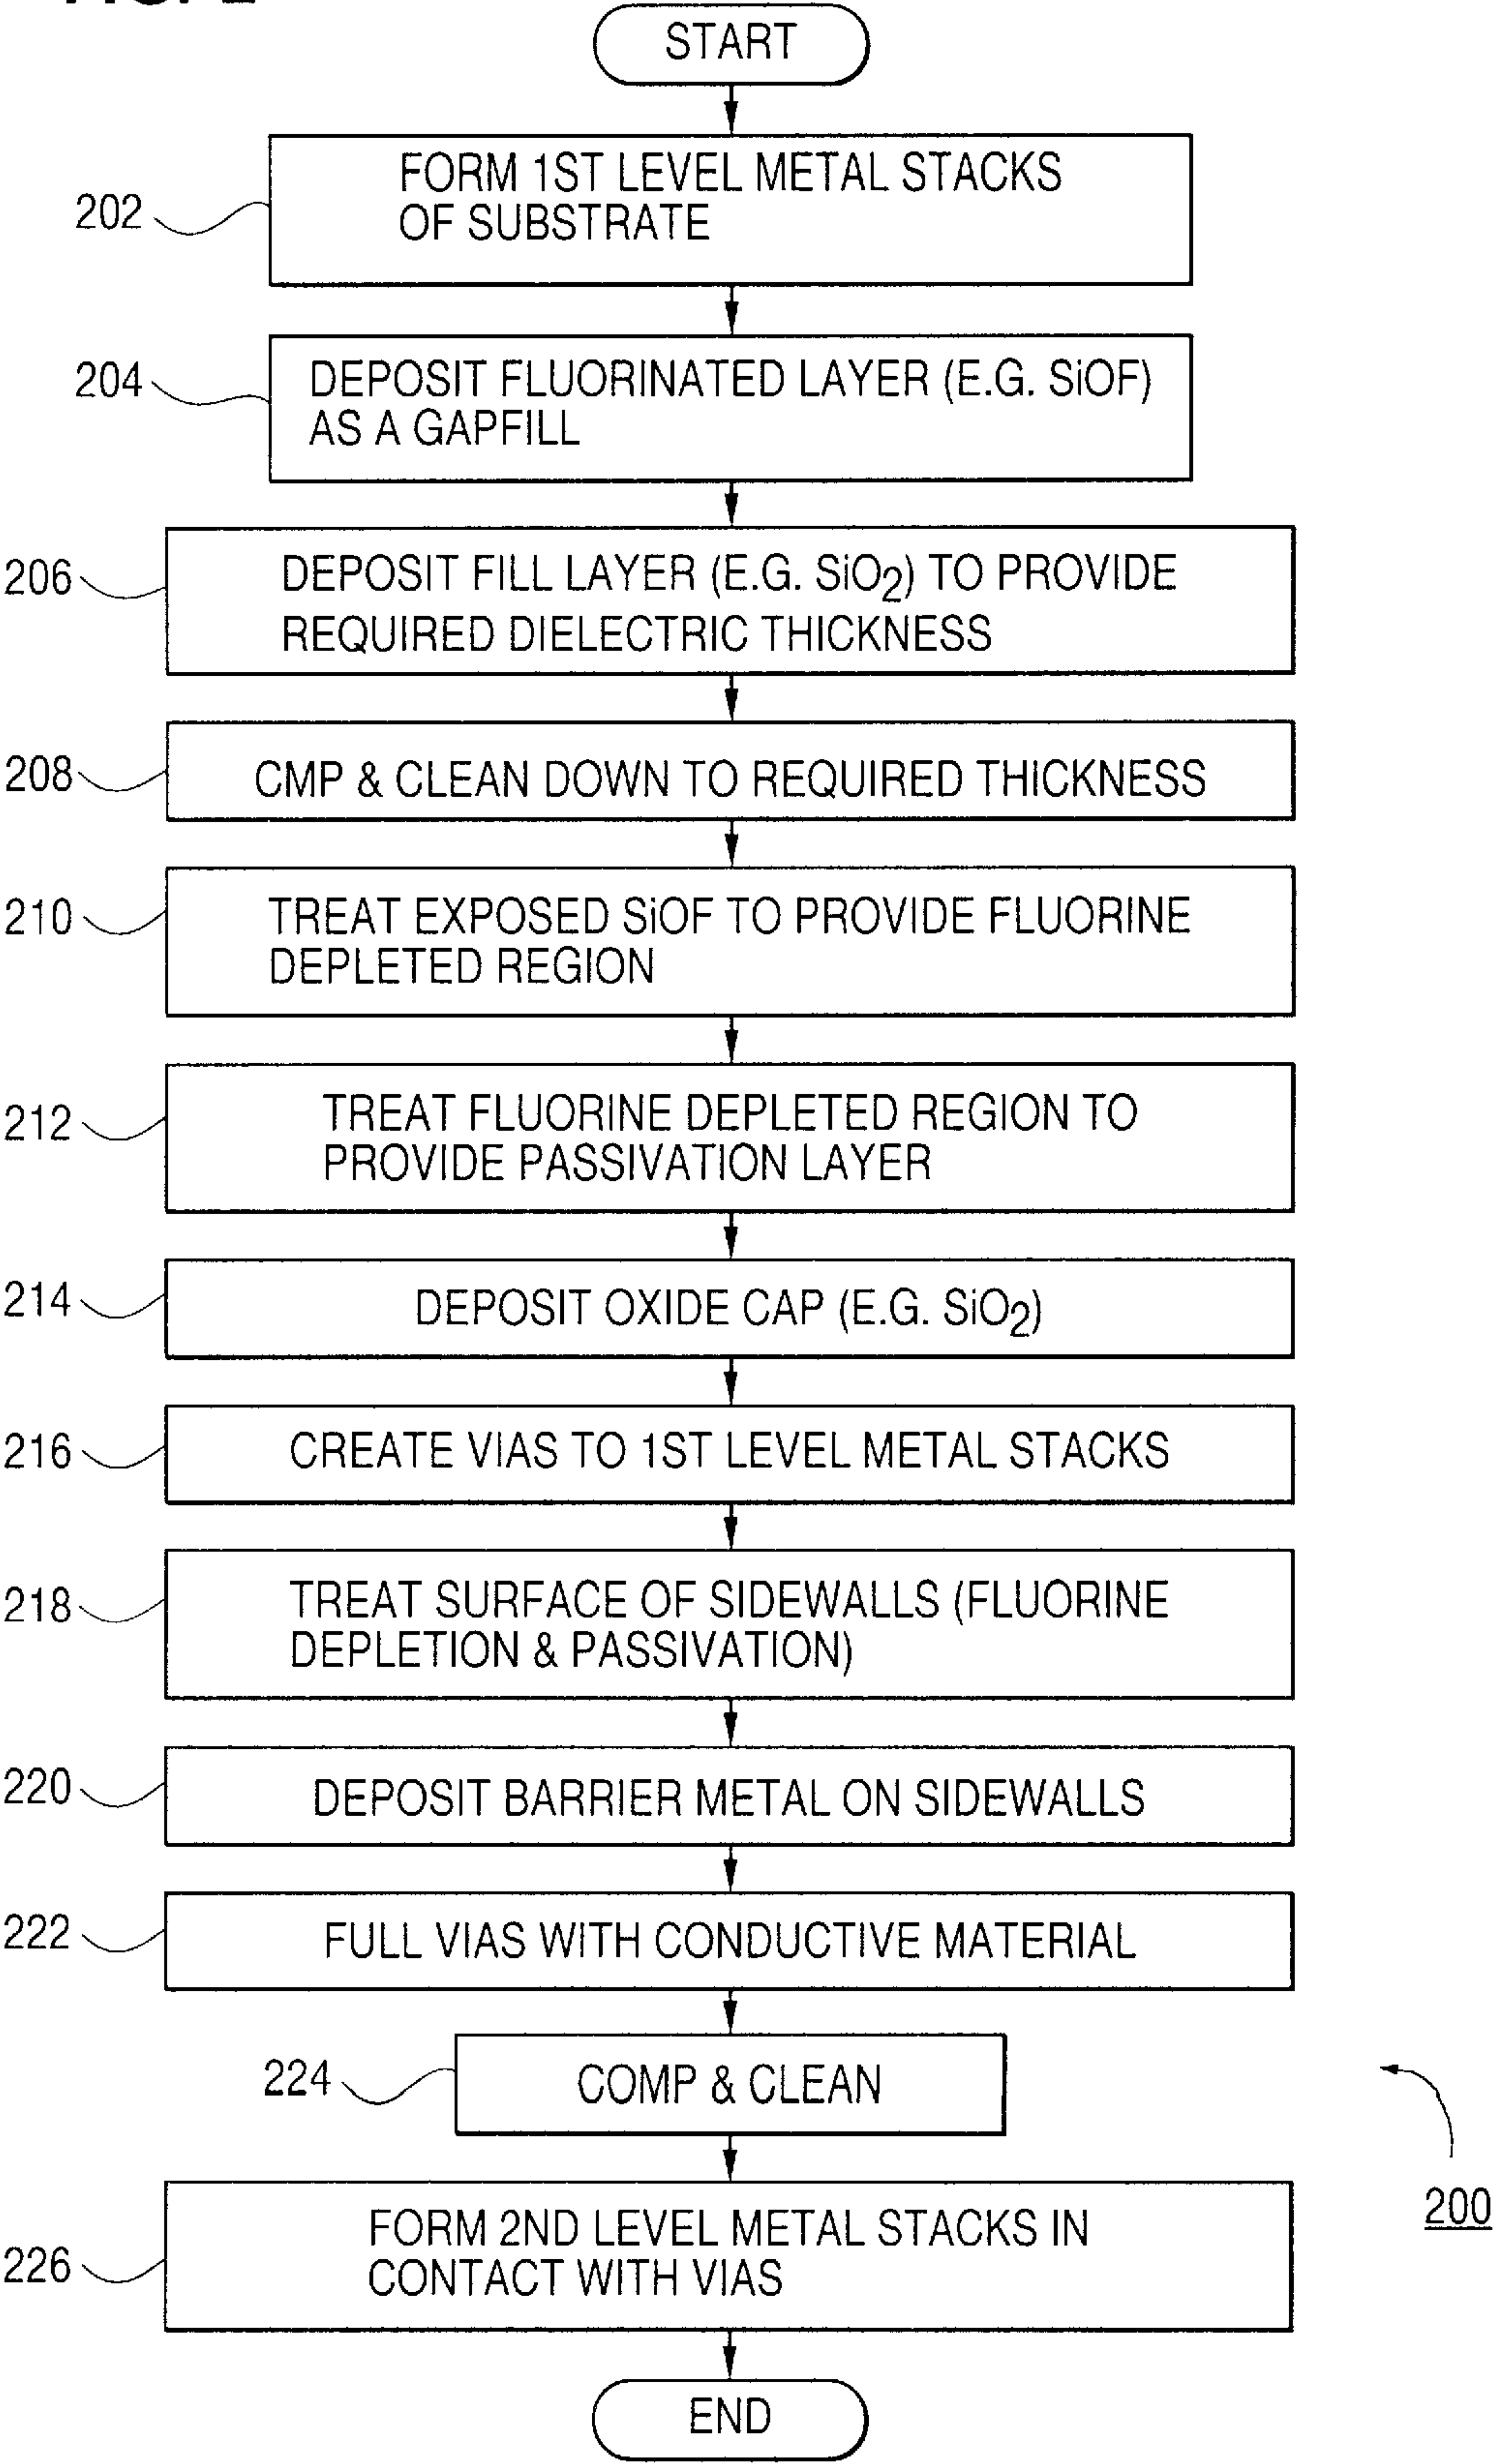 START
202
FORM 1ST LEVEL METAL STACKS
OF SUBSTRATE
204
DEPOSIT FLUORINATED LAYER (E.G. SiOF)
AS A GAPFILL
206
DEPOSIT FILL LAYER (E.G. SiO2) TO PROVIDE
REQUIRED DIELECTRIC THICKNESS
208
CMP & CLEAN DOWN TO REQUIRED THICKNESS
210
TREAT EXPOSED SiOF TO PROVIDE FLUORINE
DEPLETED REGION
212
TREAT FLUORINE DEPLETED REGION TO
PROVIDE PASSIVATION LAYER
214
DEPOSIT OXIDE CAP (E.G. SiO2)
216
CREATE VIAS TO 1ST LEVEL METAL STACKS
218
TREAT SURFACE OF SIDEWALLS (FLUORINE
DEPLETION & PASSIVATION)
220
DEPOSIT BARRIER METAL ON SIDEWALLS
222
FULL VIAS WITH CONDUCTIVE MATERIAL
224
COMP & CLEAN
200
226
FORM 2ND LEVEL METAL STACKS IN
CONTACT WITH VIAS
END